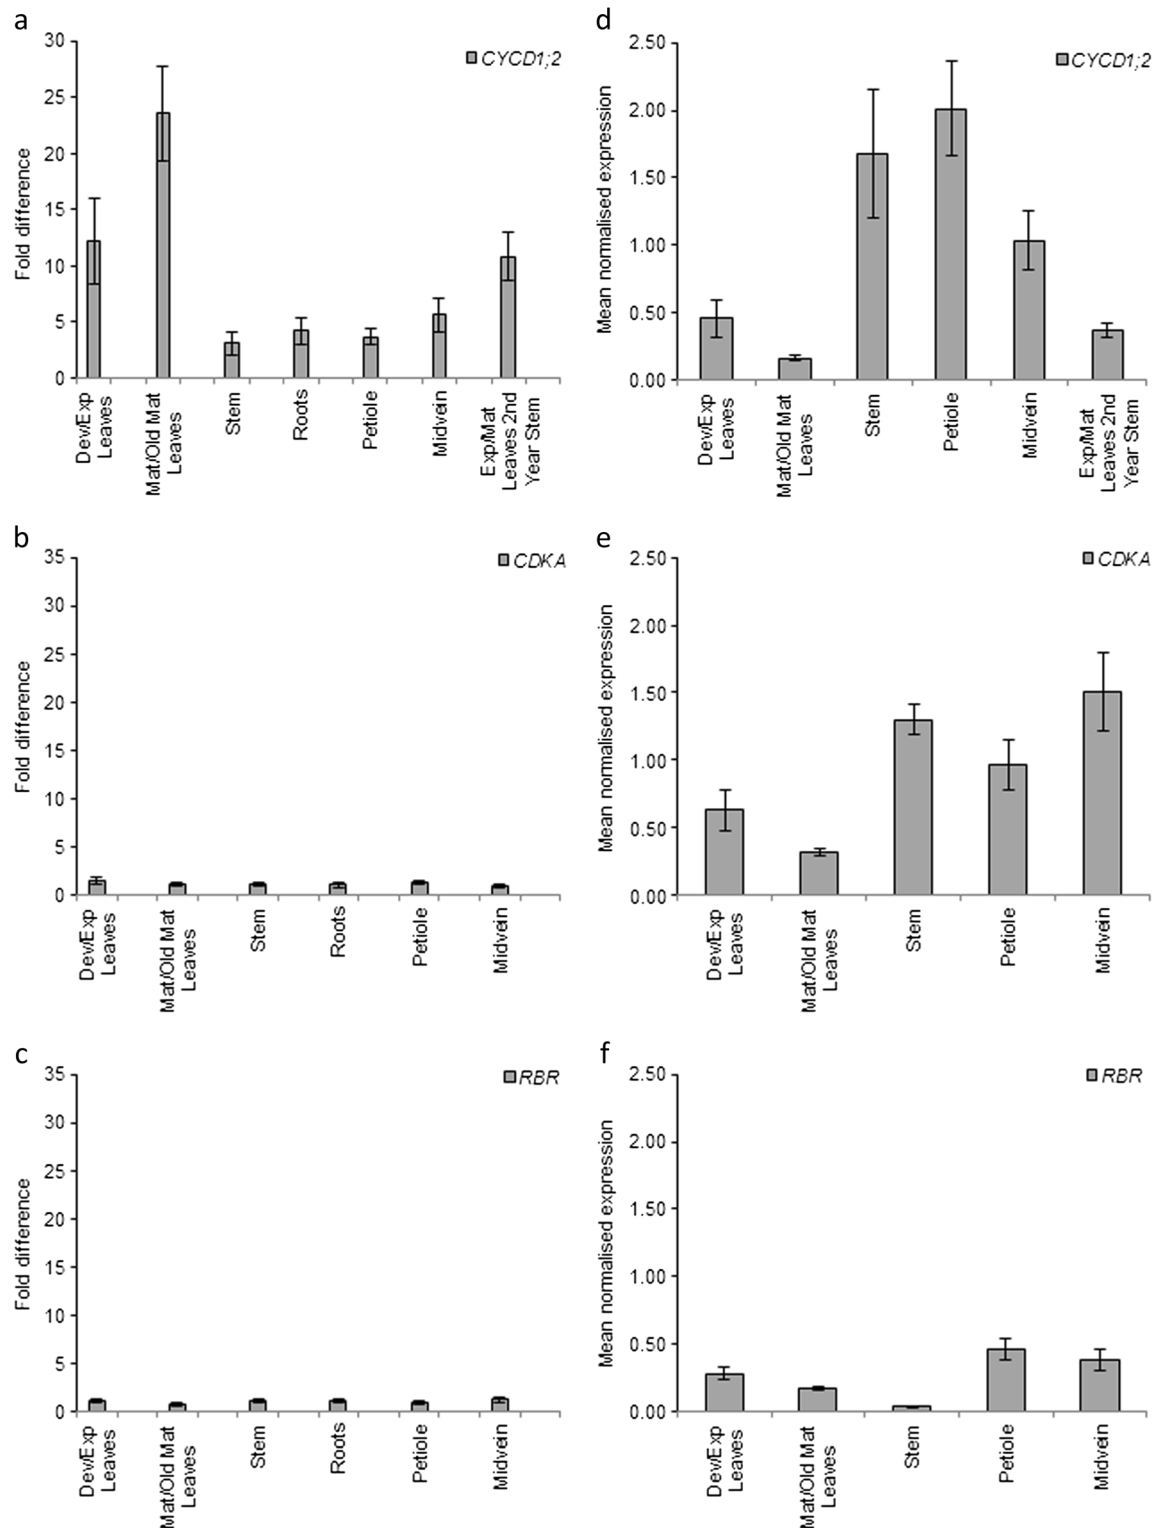 a
30
25
20
15
10
5
0
Fold difference
CYCD1;2
Dev/Exp
Leaves
Mat/Old Mat
Leaves
Stem
Roots
Petiole
Midvein
Exp/Mat
Leaves 2nd
Year Stem
d
2.50
2.00
1.50
1.00
0.50
0.00
Mean normalised expression
CYCD1;2
Dev/Exp
Leaves
Mat/Old Mat
Leaves
Stem
Petiole
Midvein
Exp/Mat
Leaves 2nd
Year Stem
b
35
30
25
20
15
10
5
0
Fold difference
CDKA
Dev/Exp
Leaves
Mat/Old Mat
Leaves
Stem
Roots
Petiole
Midvein
e
2.50
2.00
1.50
1.00
0.50
0.00
Mean normalised expression
CDKA
Dev/Exp
Leaves
Mat/Old Mat
Leaves
Stem
Petiole
Midvein
c
35
30
25
20
15
10
5
0
Fold difference
RBR
Dev/Exp
Leaves
Mat/Old Mat
Leaves
Stem
Roots
Petiole
Midvein
f
2.50
2.00
1.50
1.00
0.50
0.00
Mean normalised expression
RBR
Dev/Exp
Leaves
Mat/Old Mat
Leaves
Stem
Petiole
Midvein